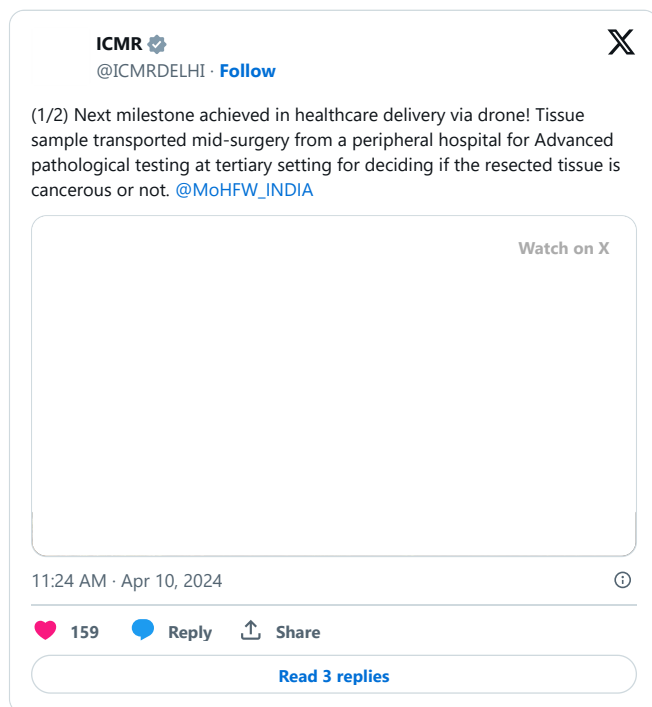 ICMR
@ICMRDELHI · Follow
(1/2) Next milestone achieved in healthcare delivery via drone! Tissue
sample transported mid-surgery from a peripheral hospital for Advanced
pathological testing at tertiary setting for deciding if the resected tissue is
cancerous or not. @MoHFW_INDIA
Watch on X
11:24 AM · Apr 10, 2024
159 Reply Share
Read 3 replies